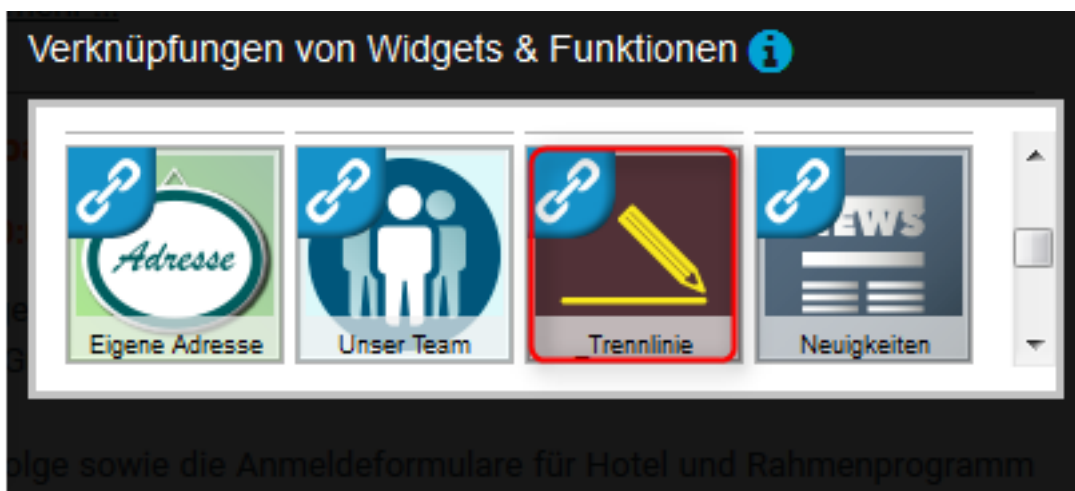 mehr ...
Verknüpfungen von Widgets & Funktionen
Adresse
NEWS
Eigene Adresse
Unser Team
_Trennlinie
Neuigkeiten
olge sowie die Anmeldeformulare für Hotel und Rahmenprogramm